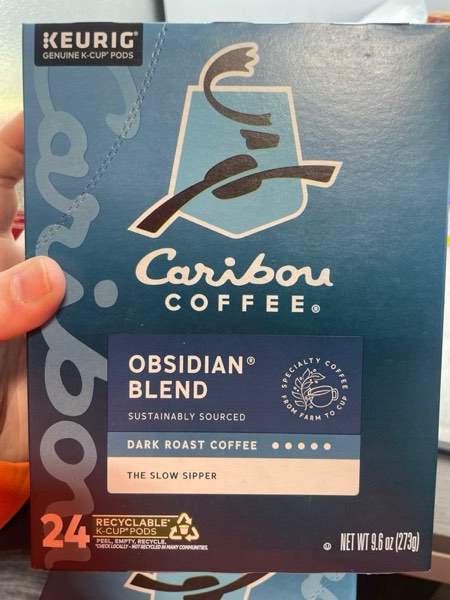 KEURIG®
GENUINE K-CUP® PODS
Caribou
Caribou
COFFEE®
OBSIDIAN®
BLEND
SUSTAINABLY SOURCED
SPECIALTY COFFEE
FROM FARM TO CUP
DARK ROAST COFFEE
THE SLOW SIPPER
24
RECYCLABLE*
K-CUP® PODS
PEEL, EMPTY, RECYCLE.
*CHECK LOCALLY - NOT RECYCLED IN MANY COMMUNITIES.
NET WT 9.6 oz (273g)